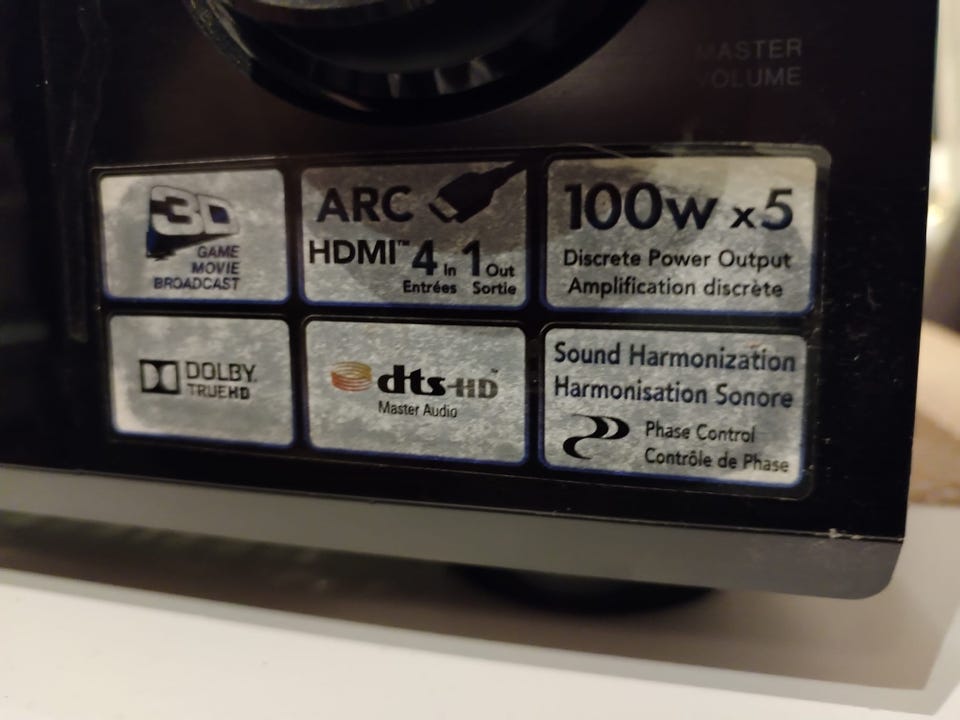 MASTER
VOLUME
3D
GAME
MOVIE
BROADCAST
ARC
HDMI™ 4 In 1 Out
Entrées Sortie
100w x5
Discrete Power Output
Amplification discrète
DOLBY
TRUEHD
dts-HD™
Master Audio
Sound Harmonization
Harmonisation Sonore
Phase Control
Contrôle de Phase